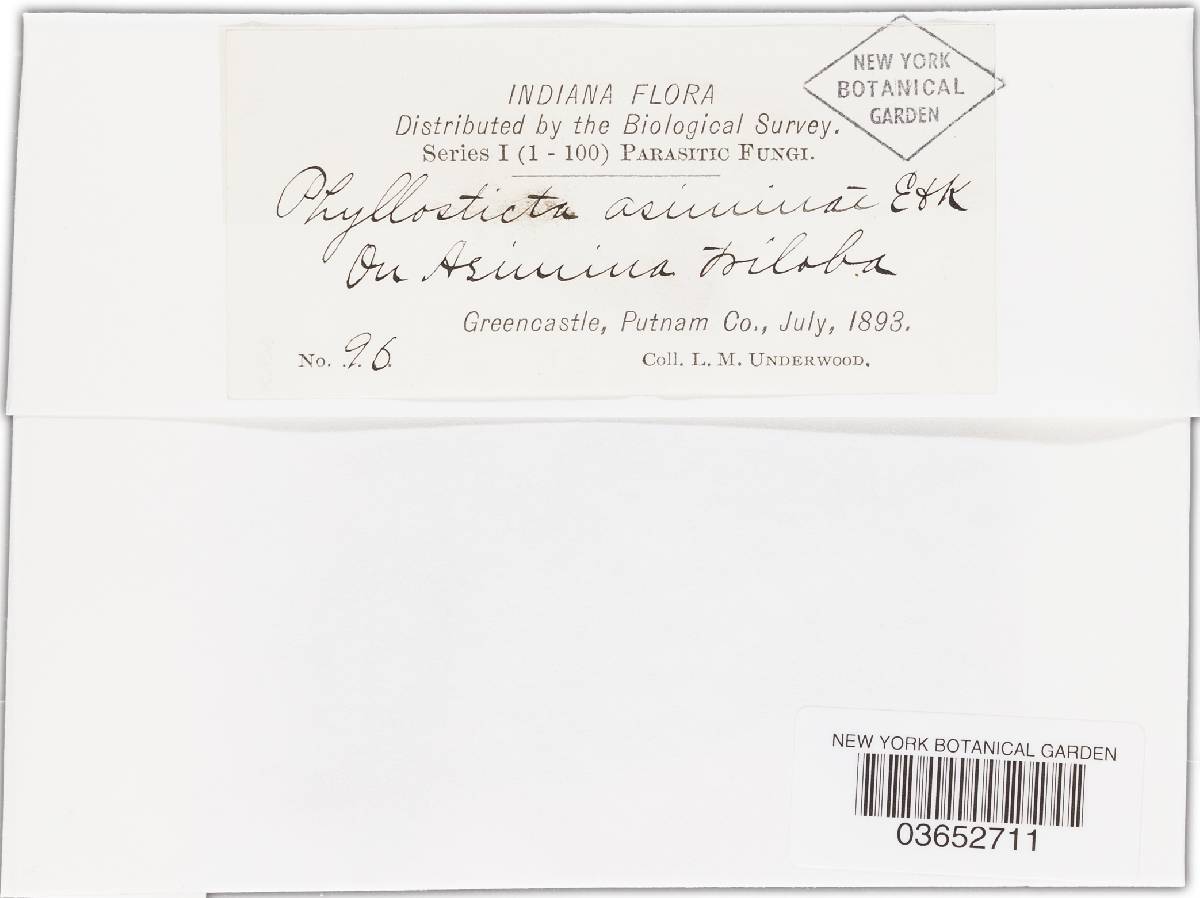 NEW YORK
BOTANICAL
GARDEN
INDIANA FLORA
Distributed by the Biological Survey.
Series I (1 - 100) PARASITIC FUNGI.
Phyllosticta asiminae E&K
On Asimina triloba
Greencastle, Putnam Co., July, 1893.
No. 96 Coll. L. M. UNDERWOOD.
NEW YORK BOTANICAL GARDEN
03652711